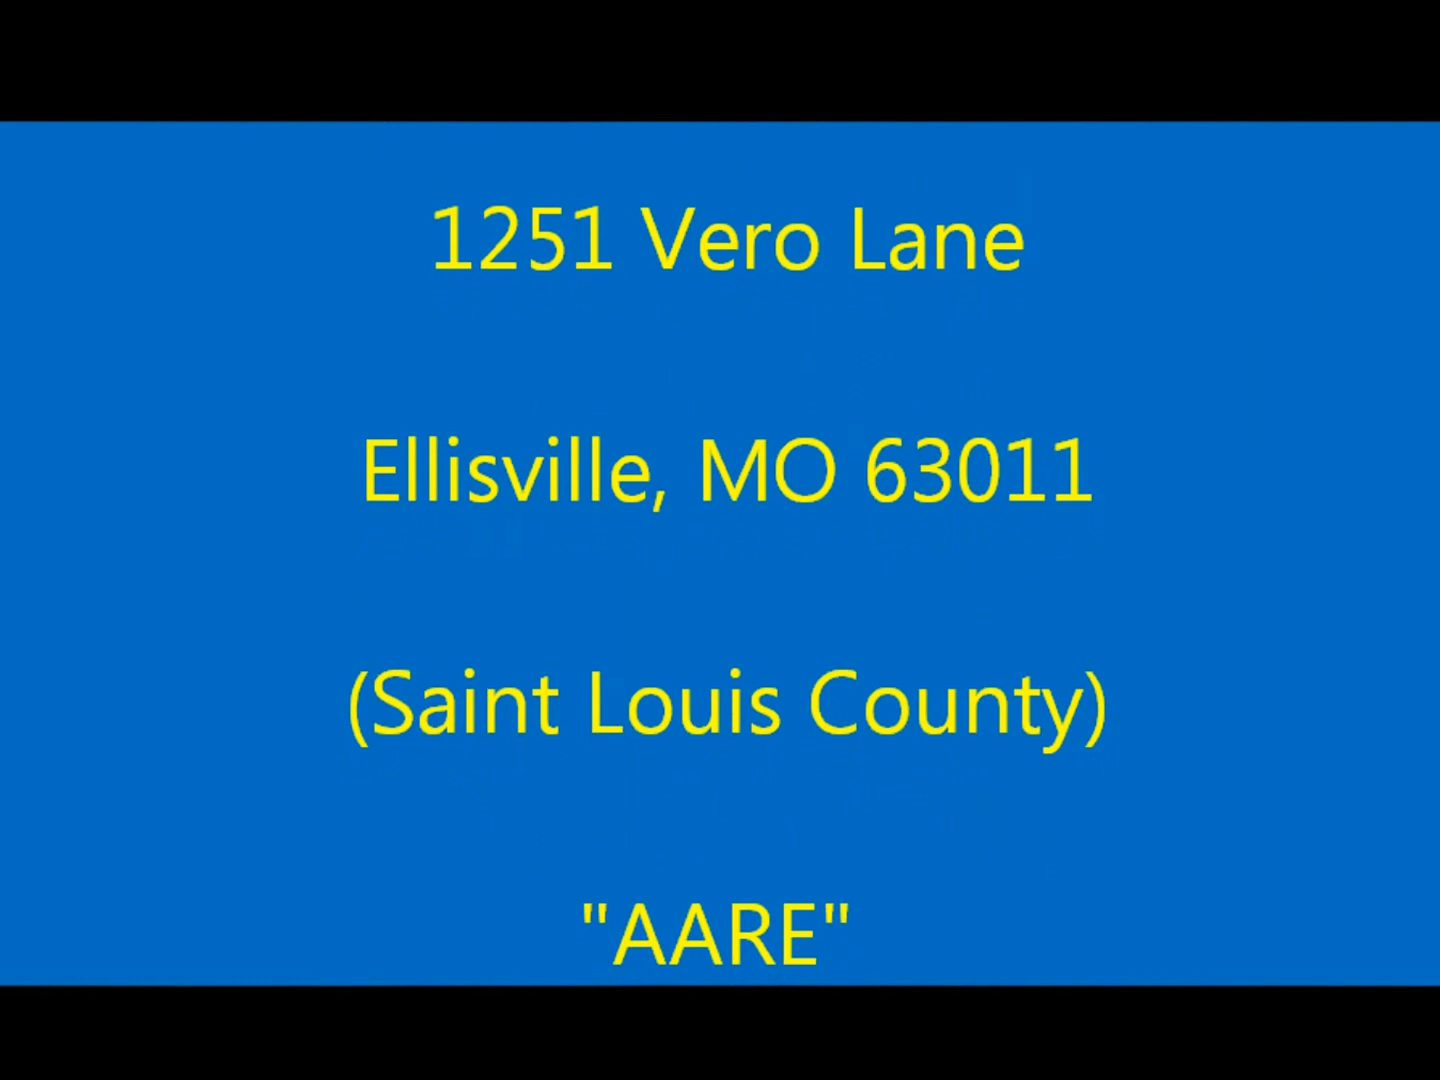 1251 Vero Lane
Ellisville, MO 63011
(Saint Louis County)
"AARE"